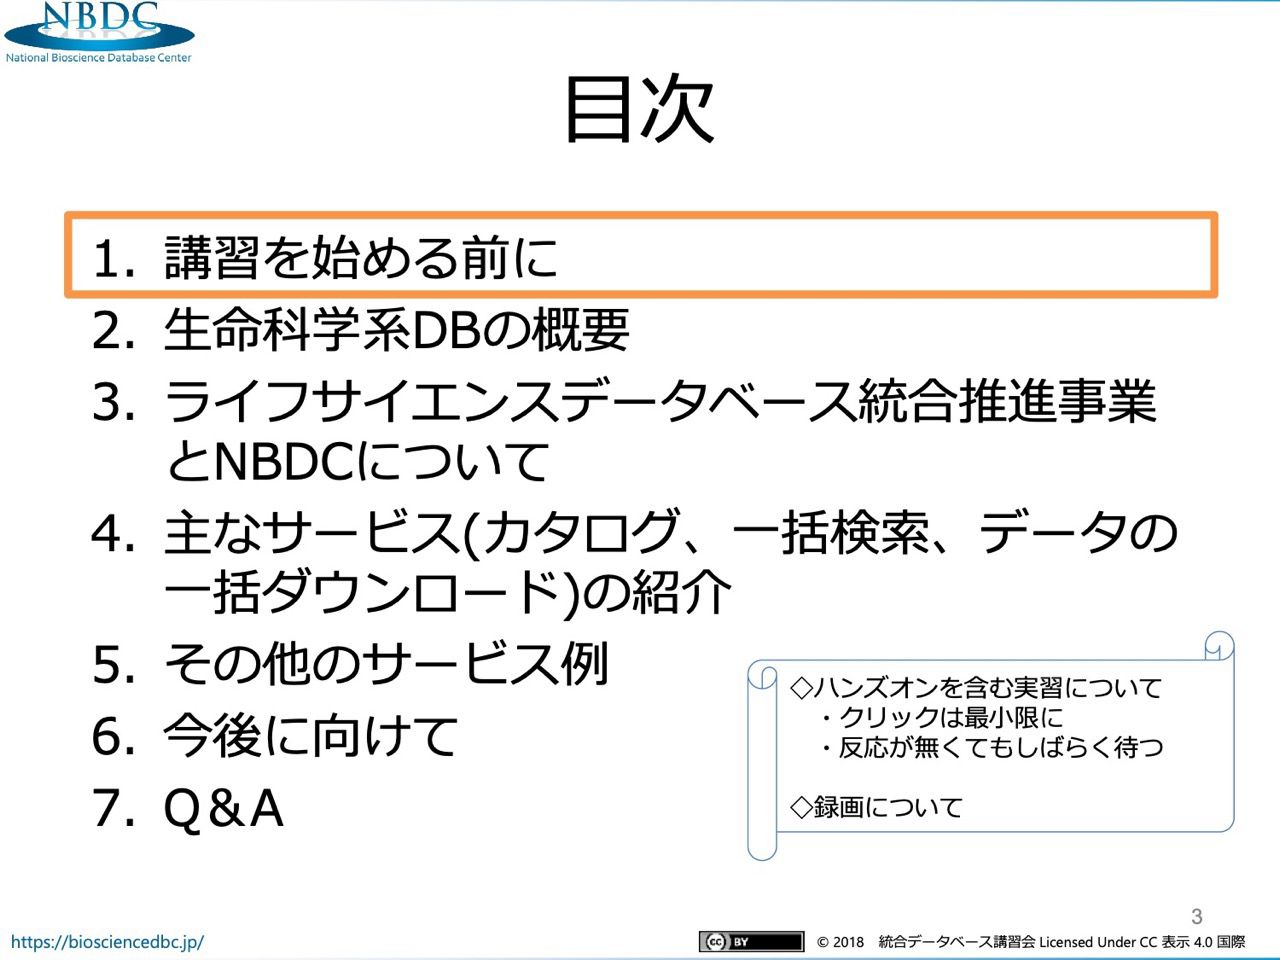 NBDC
National Bioscience Database Center
目次
1. 講習を始める前に
2. 生命科学系DBの概要
3. ライフサイエンスデータベース統合推進事業
とNBDCについて
4. 主なサービス(カタログ、一括検索、データの
一括ダウンロード)の紹介
5. その他のサービス例
6. 今後に向けて
7. Q&A
◇ハンズオンを含む実習について
・クリックは最小限に
・反応が無くてもしばらく待つ
◇録画について
3
https://biosciencedbc.jp/
cc BY
© 2018 統合データベース講習会 Licensed Under CC 表示 4.0 国際